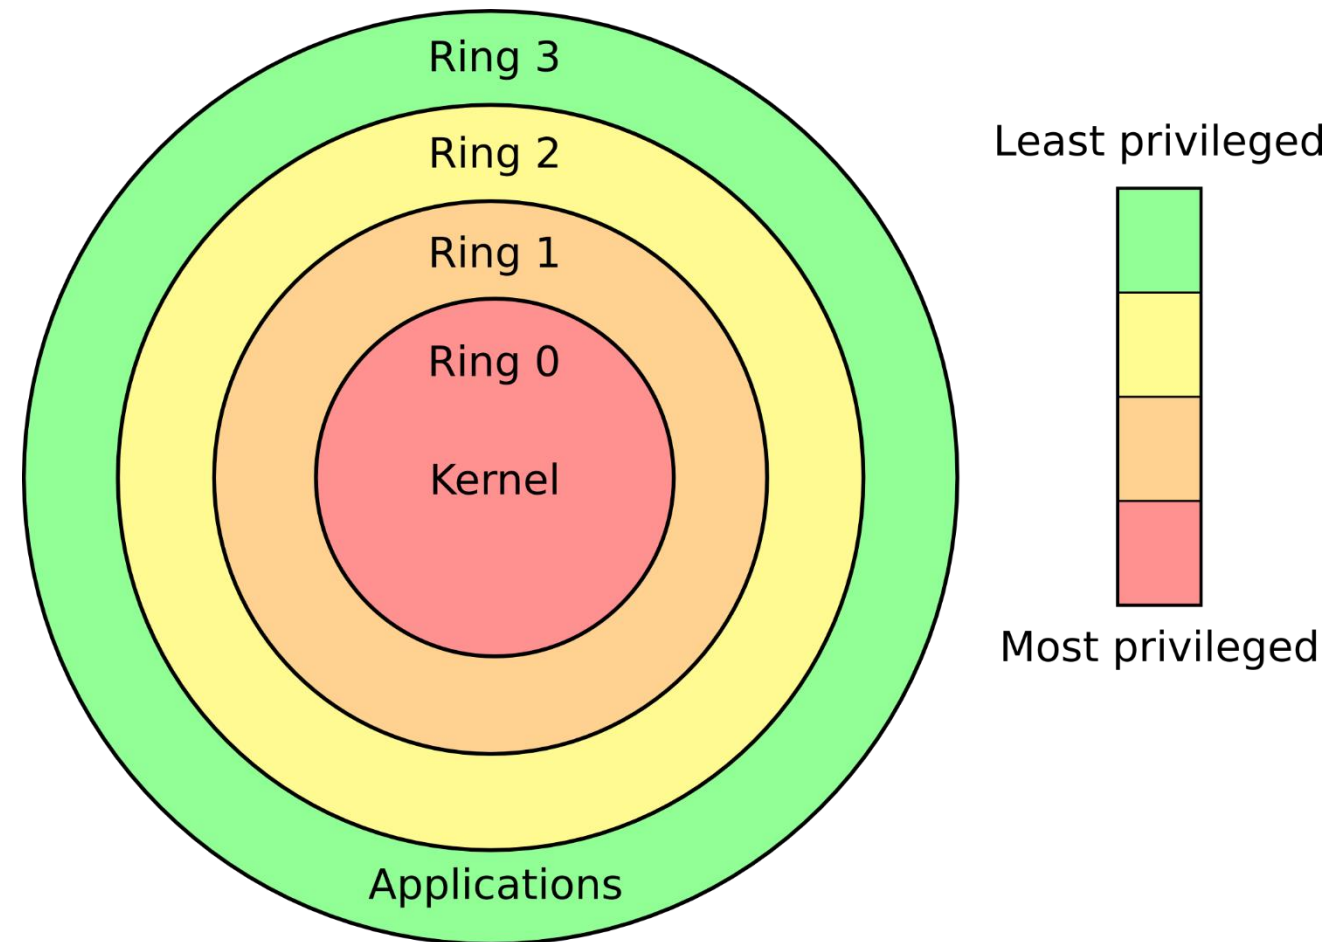 Ring 3
Ring 2
Ring 1
Ring 0
Kernel
Applications
Least privileged
Most privileged